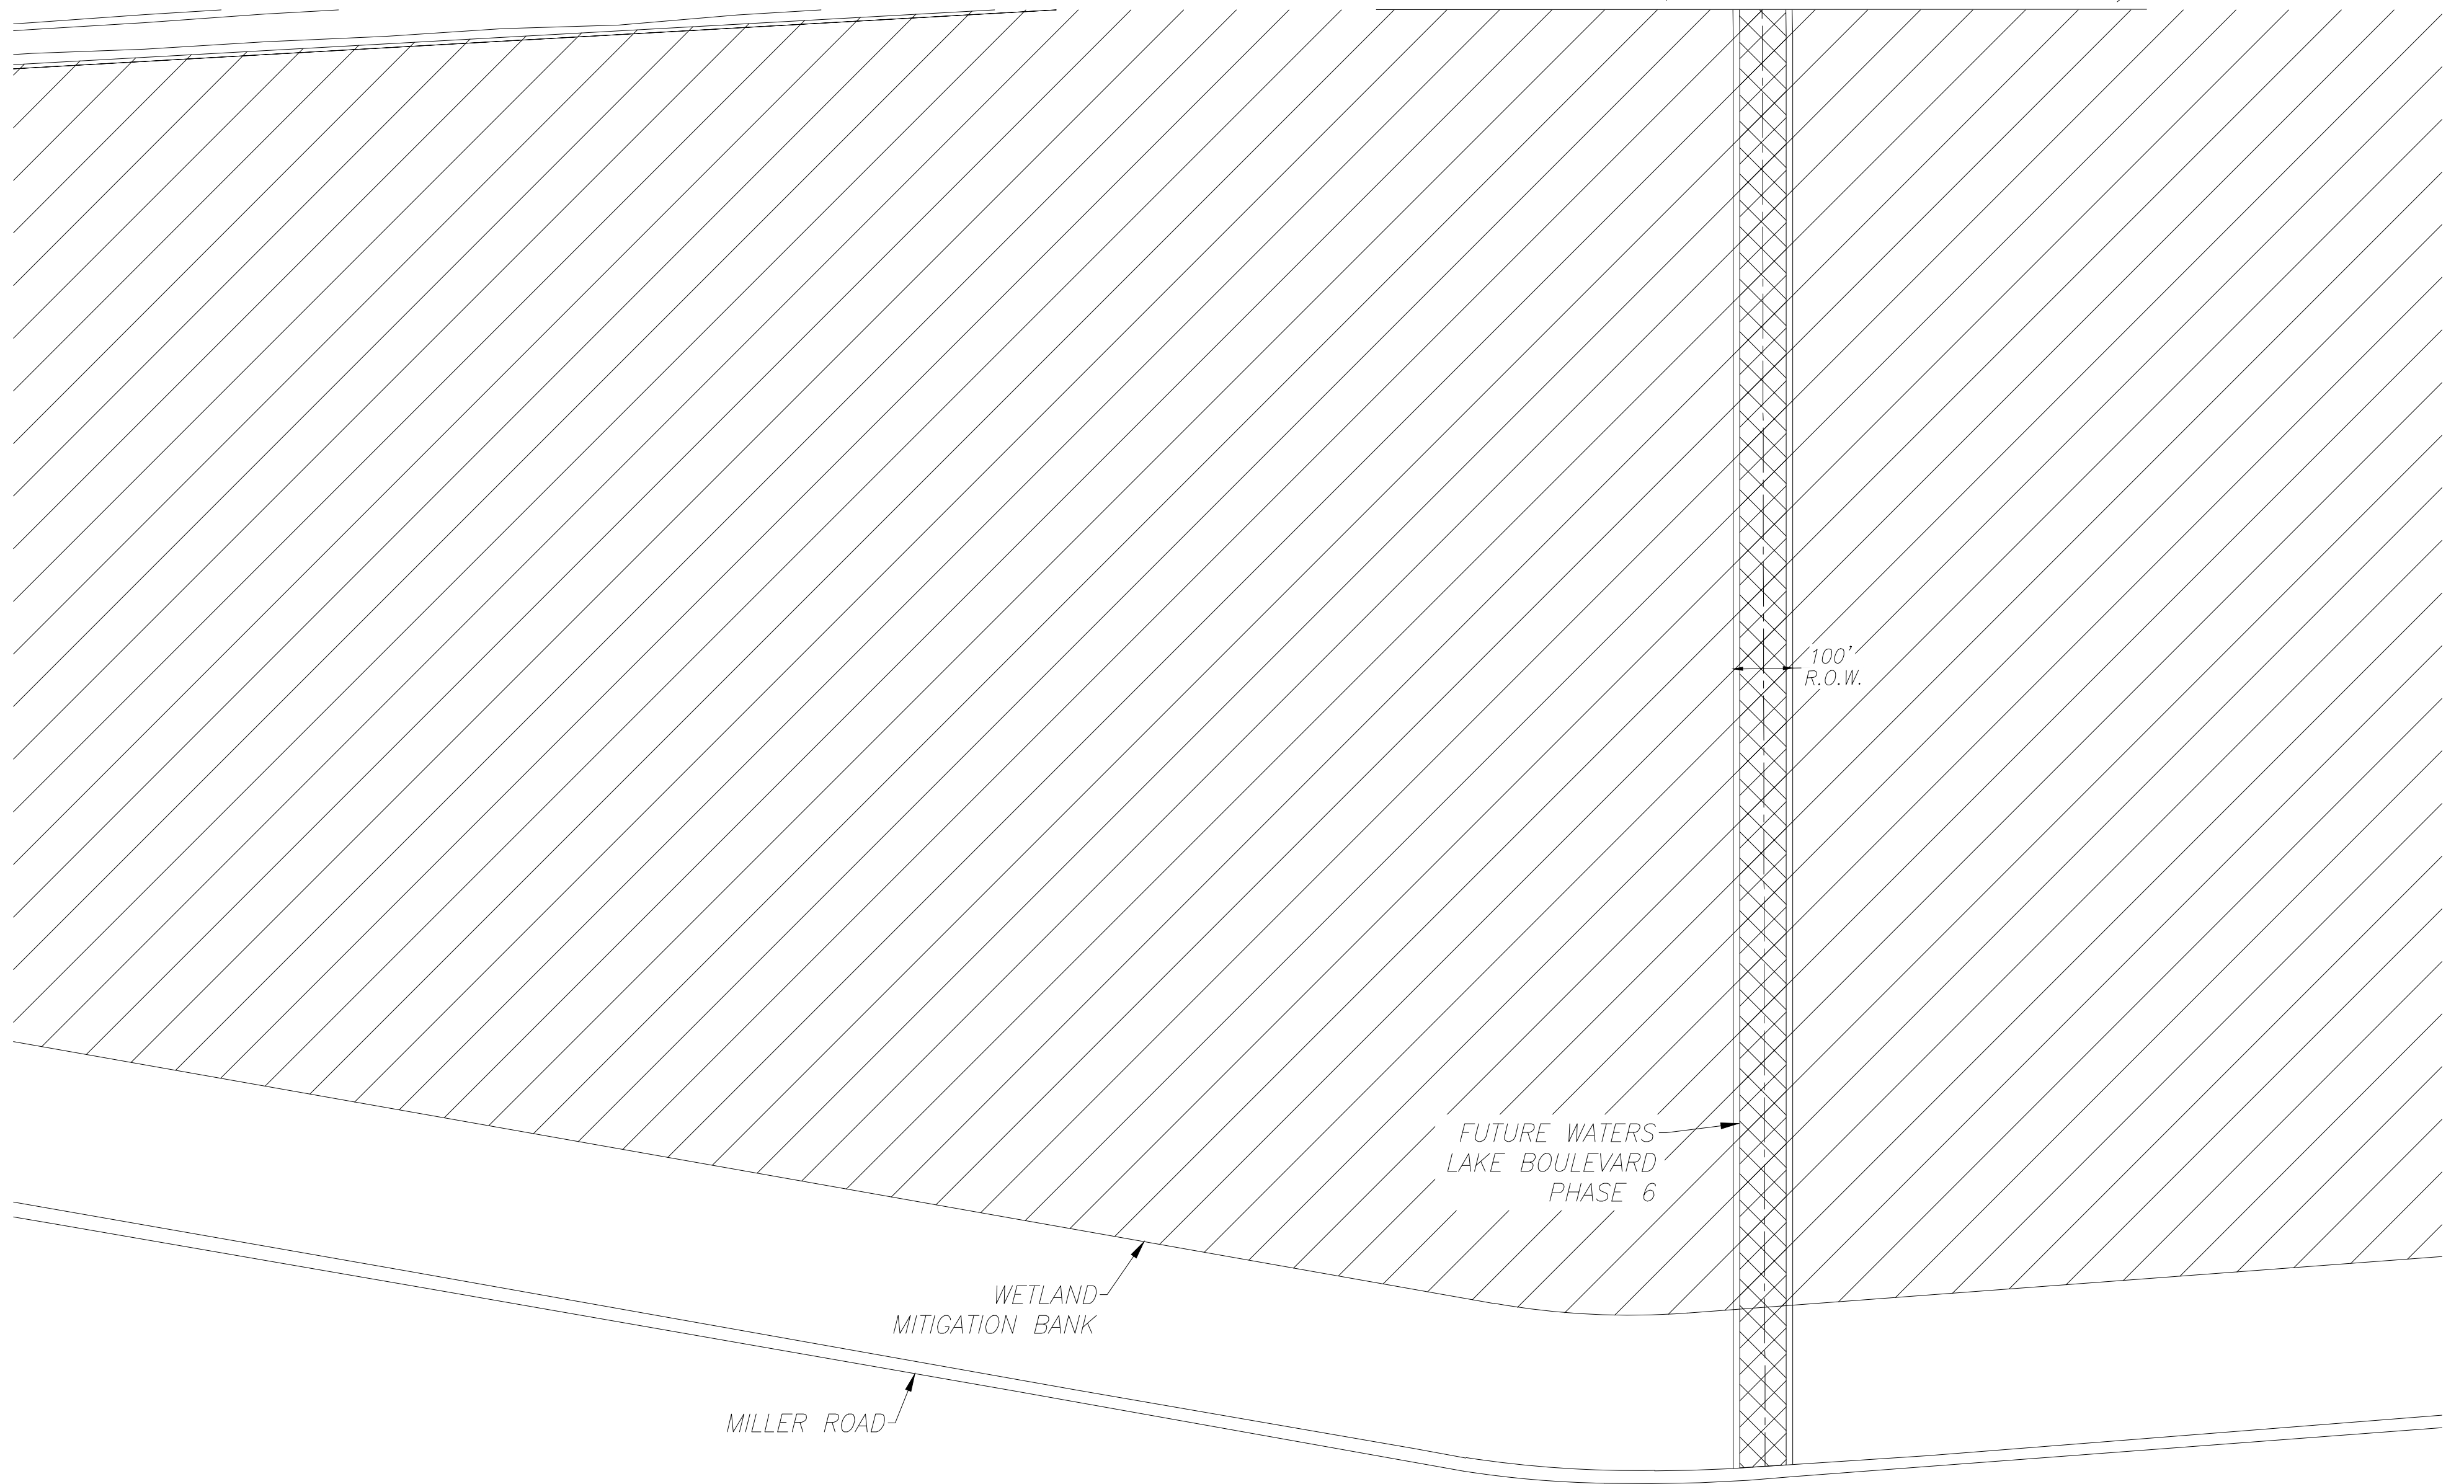 100'
R.O.W.
FUTURE WATERS
LAKE BOULEVARD
PHASE 6
WETLAND
MITIGATION BANK
MILLER ROAD